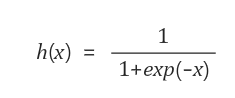 h(x) = 1 / 1+exp(-x)